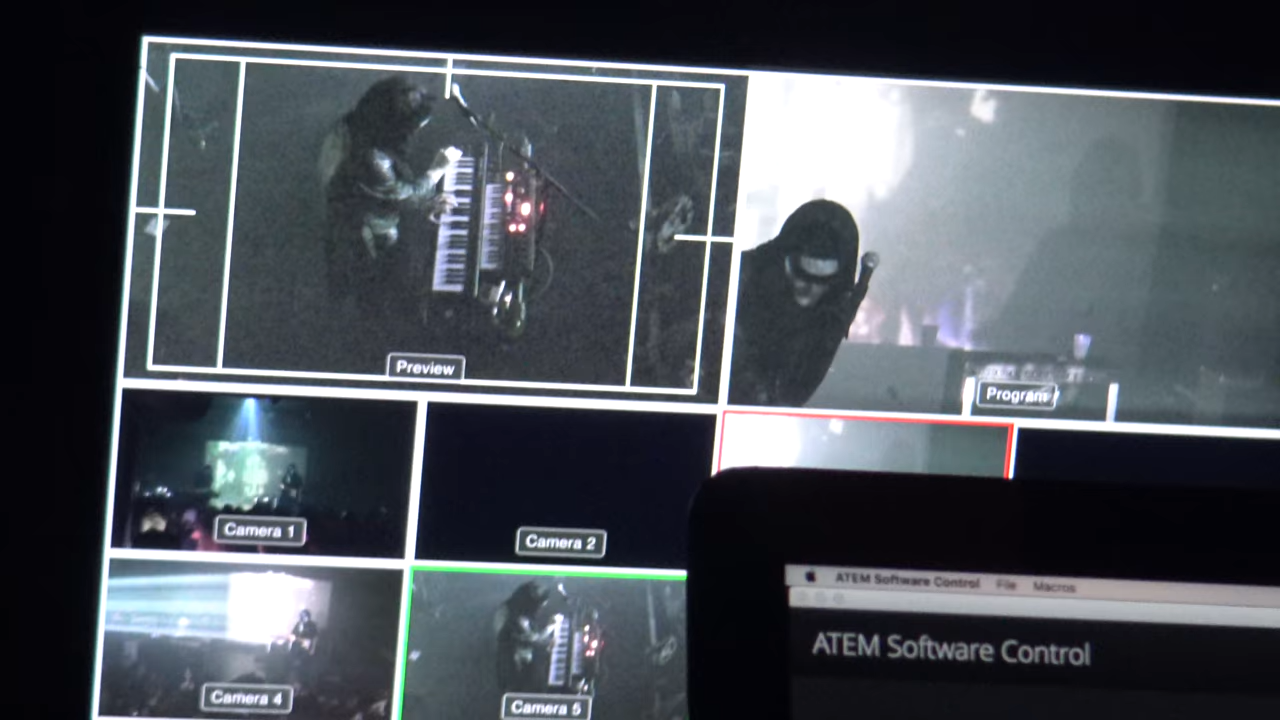 Preview
Program
Camera 1
Camera 2
Camera 4
Camera 5
ATEM Software Control File Macros
ATEM Software Control